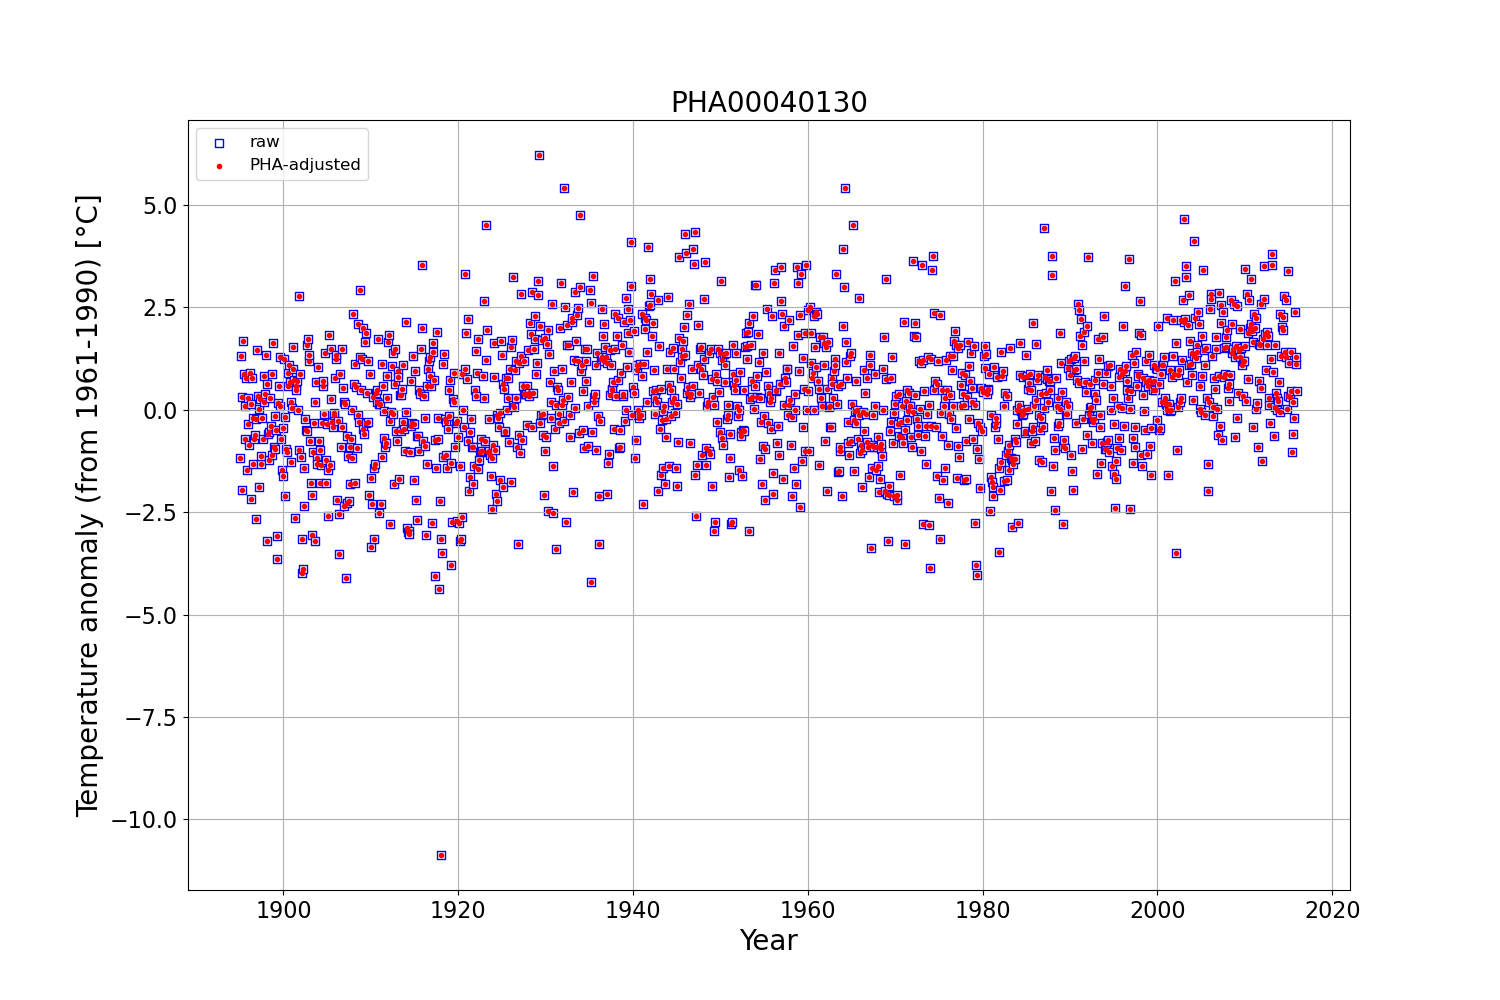 PHA00040130
raw
PHA-adjusted
Temperature anomaly (from 1961-1990) [°C]
5.0
2.5
0.0
−2.5
−5.0
−7.5
−10.0
1900 1920 1940 1960 1980 2000 2020
Year